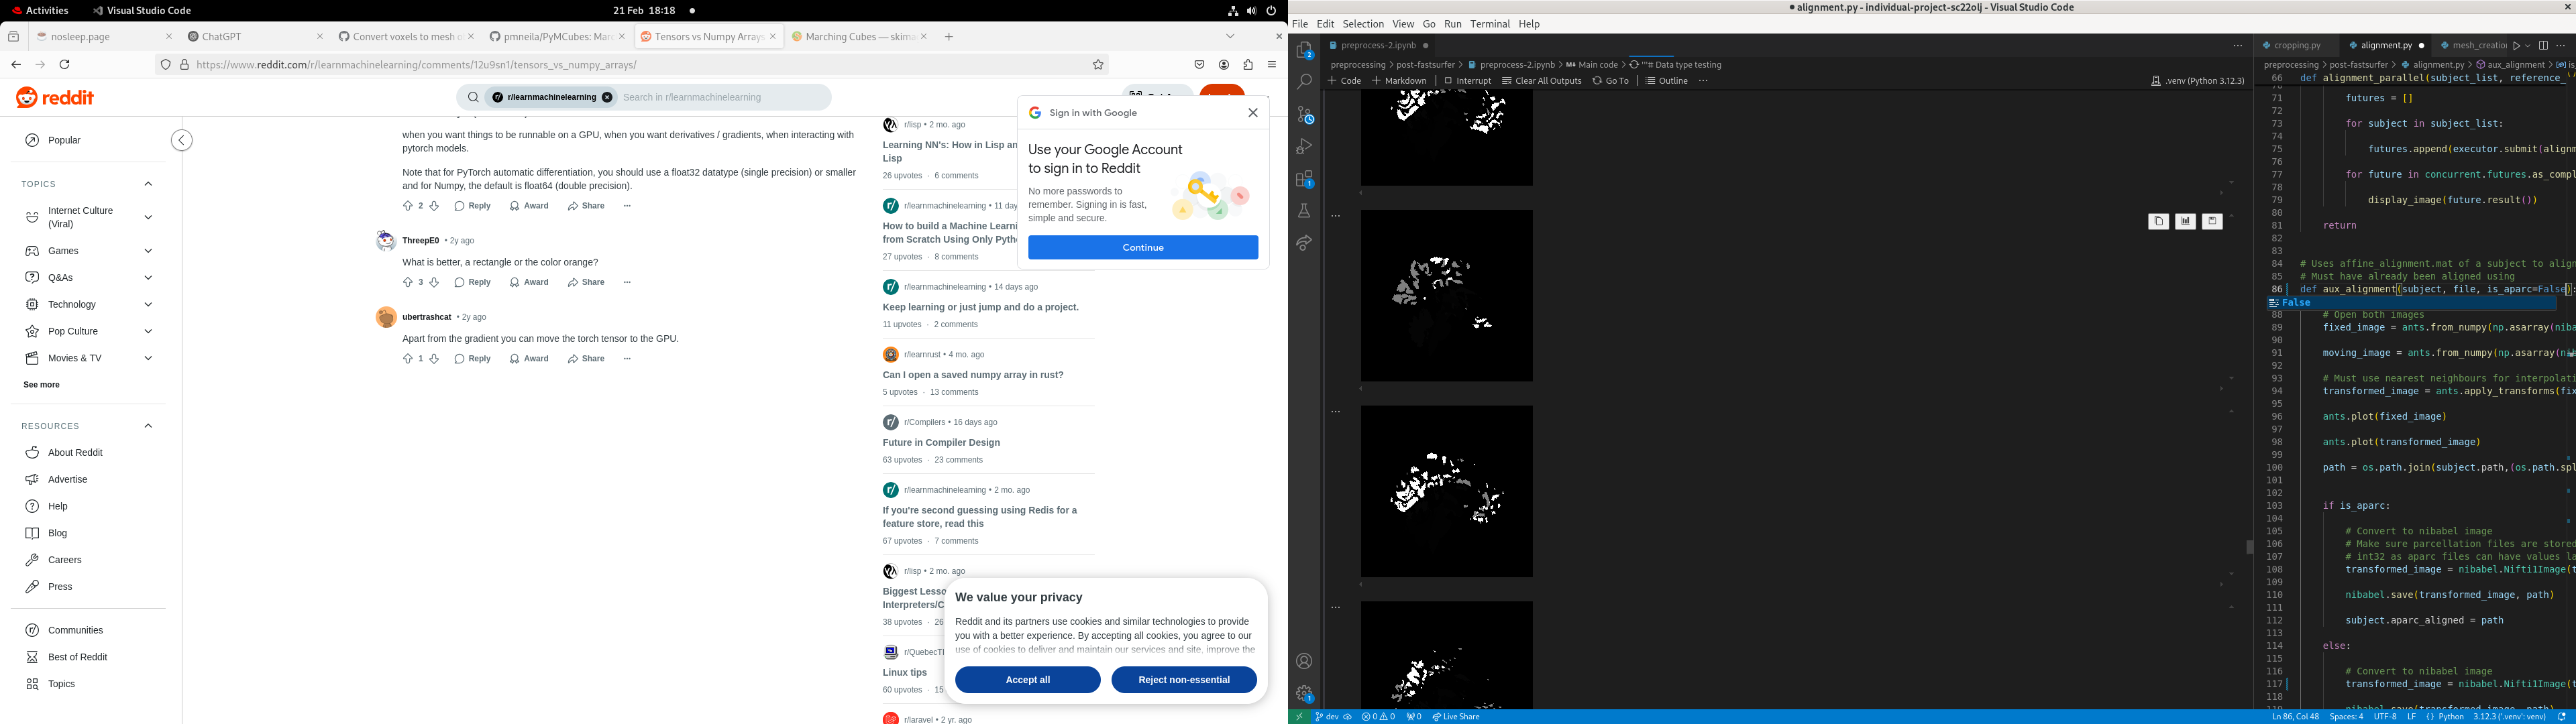 Activities
Visual Studio Code
21 Feb 18:18
nosleep.page
ChatGPT
Convert voxels to mesh o
pmneila/PyMCubes: Marc
Tensors vs Numpy Arrays
Marching Cubes — skima
https://www.reddit.com/r/learnmachinelearning/comments/12u9sn1/tensors_vs_numpy_arrays/
reddit
r/learnmachinelearning
Search in r/learnmachinelearning
Popular
TOPICS
Internet Culture
(Viral)
Games
Q&As
Technology
Pop Culture
Movies & TV
See more
RESOURCES
About Reddit
Advertise
Help
Blog
Careers
Press
Communities
Best of Reddit
Topics
when you want things to be runnable on a GPU, when you want derivatives / gradients, when interacting with
pytorch models.
Note that for PyTorch automatic differentiation, you should use a float32 datatype (single precision) or smaller
and for Numpy, the default is float64 (double precision).
2 Reply Award Share
ThreepE0 • 2y ago
What is better, a rectangle or the color orange?
3 Reply Award Share
ubertrashcat • 2y ago
Apart from the gradient you can move the torch tensor to the GPU.
1 Reply Award Share
r/lisp • 2 mo. ago
Learning NN's: How in Lisp an
Lisp
26 upvotes · 6 comments
r/learnmachinelearning • 11 day
How to build a Machine Learni
from Scratch Using Only Pytho
27 upvotes · 8 comments
r/learnmachinelearning • 14 days ago
Keep learning or just jump and do a project.
11 upvotes · 2 comments
r/learnrust • 4 mo. ago
Can I open a saved numpy array in rust?
5 upvotes · 13 comments
r/Compilers • 16 days ago
Future in Compiler Design
63 upvotes · 23 comments
r/learnmachinelearning • 2 mo. ago
If you're second guessing using Redis for a
feature store, read this
67 upvotes · 7 comments
r/lisp • 2 mo. ago
Biggest Lesso
Interpreters/C
38 upvotes · 26
r/QuebecTI
Linux tips
60 upvotes · 15
r/laravel • 2 yr. ago
Sign in with Google
Use your Google Account
to sign in to Reddit
No more passwords to
remember. Signing in is fast,
simple and secure.
Continue
We value your privacy
Reddit and its partners use cookies and similar technologies to provide
you with a better experience. By accepting all cookies, you agree to our
use of cookies to deliver and maintain our services and site, improve the
Accept all
Reject non-essential
● alignment.py - individual-project-sc22olj - Visual Studio Code
File Edit Selection View Go Run Terminal Help
preprocess-2.ipynb
preprocessing > post-fastsurfer > preprocess-2.ipynb > Main code > '''# Data type testing
+ Code + Markdown Interrupt Clear All Outputs Go To Outline
.venv (Python 3.12.3)
cropping.py
alignment.py
mesh_creatio
preprocessing > post-fastsurfer > alignment.py > aux_alignment > is_
66 def alignment_parallel(subject_list, reference_
71 futures = []
72
73 for subject in subject_list:
74
75 futures.append(executor.submit(alignm
76
77 for future in concurrent.futures.as_compl
78
79 display_image(future.result())
80
81 return
82
83
84 # Uses affine_alignment.mat of a subject to align
85 # Must have already been aligned using
86 def aux_alignment(subject, file, is_aparc=False):
False
88 # Open both images
89 fixed_image = ants.from_numpy(np.asarray(niba
90
91 moving_image = ants.from_numpy(np.asarray(nib
92
93 # Must use nearest neighbours for interpolati
94 transformed_image = ants.apply_transforms(fix
95
96 ants.plot(fixed_image)
97
98 ants.plot(transformed_image)
99
100 path = os.path.join(subject.path,(os.path.spl
101
102
103 if is_aparc:
104
105 # Convert to nibabel image
106 # Make sure parcellation files are stored
107 # int32 as aparc files can have values la
108 transformed_image = nibabel.Nifti1Image(t
109
110 nibabel.save(transformed_image, path)
111
112 subject.aparc_aligned = path
113
114 else:
115
116 # Convert to nibabel image
117 transformed_image = nibabel.Nifti1Image(t
118
dev
0 0 0
Live Share
Ln 86, Col 48 Spaces: 4 UTF-8 LF Python 3.12.3 ('.venv': venv)